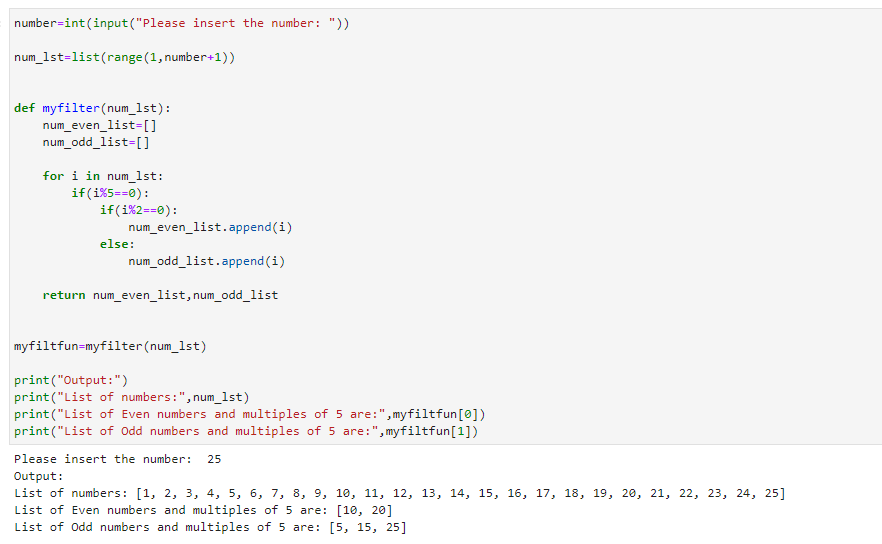 number=int(input("Please insert the number: "))
num_lst=list(range(1,number+1))
def myfilter(num_lst):
    num_even_list=[]
    num_odd_list=[]
    for i in num_lst:
        if(i%5==0):
            if(i%2==0):
                num_even_list.append(i)
            else:
                num_odd_list.append(i)
    return num_even_list,num_odd_list
myfiltfun=myfilter(num_lst)
print("Output:")
print("List of numbers:",num_lst)
print("List of Even numbers and multiples of 5 are:",myfiltfun[0])
print("List of Odd numbers and multiples of 5 are:",myfiltfun[1])
Please insert the number:  25
Output:
List of numbers: [1, 2, 3, 4, 5, 6, 7, 8, 9, 10, 11, 12, 13, 14, 15, 16, 17, 18, 19, 20, 21, 22, 23, 24, 25]
List of Even numbers and multiples of 5 are: [10, 20]
List of Odd numbers and multiples of 5 are: [5, 15, 25]